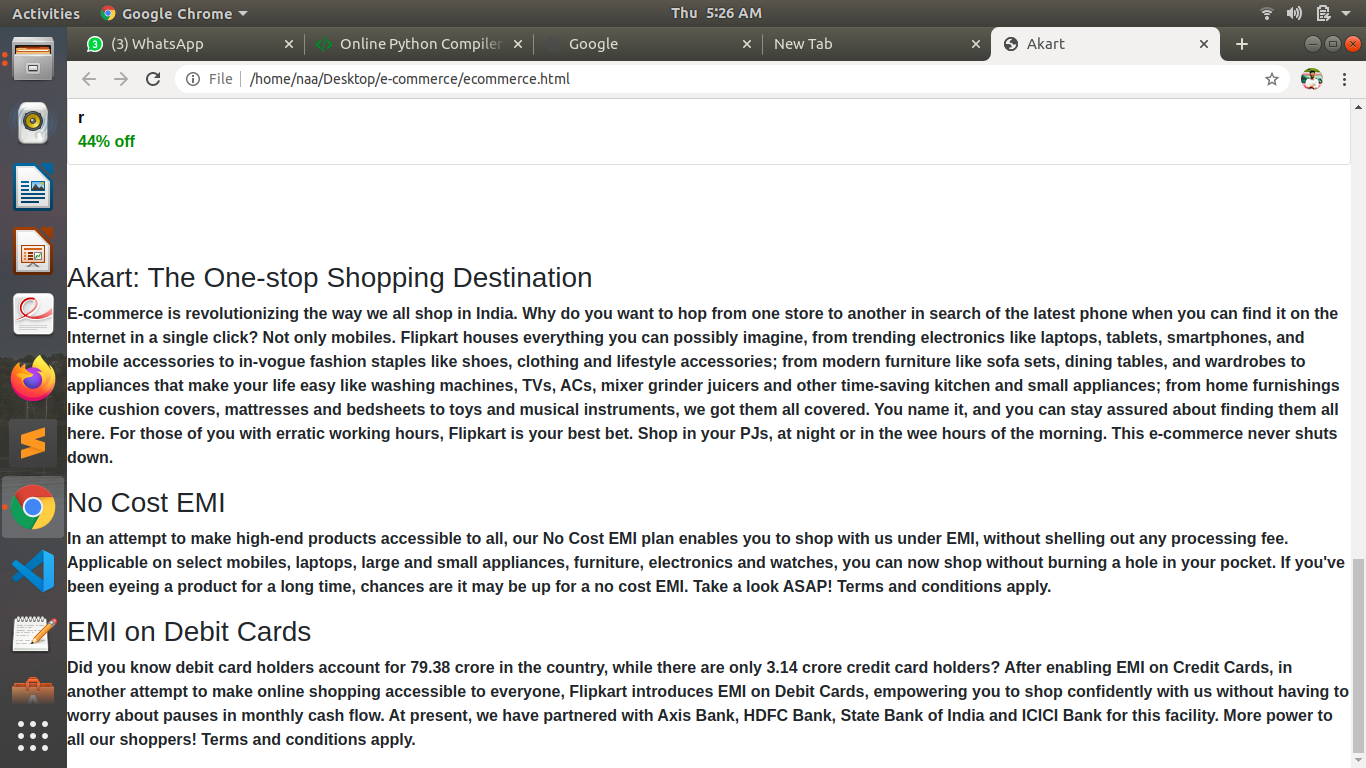 Activities Google Chrome Thu 5:26 AM
3 (3) WhatsApp Online Python Compiler Google New Tab Akart
File /home/naa/Desktop/e-commerce/ecommerce.html
r
44% off
Akart: The One-stop Shopping Destination
E-commerce is revolutionizing the way we all shop in India. Why do you want to hop from one store to another in search of the latest phone when you can find it on the
Internet in a single click? Not only mobiles. Flipkart houses everything you can possibly imagine, from trending electronics like laptops, tablets, smartphones, and
mobile accessories to in-vogue fashion staples like shoes, clothing and lifestyle accessories; from modern furniture like sofa sets, dining tables, and wardrobes to
appliances that make your life easy like washing machines, TVs, ACs, mixer grinder juicers and other time-saving kitchen and small appliances; from home furnishings
like cushion covers, mattresses and bedsheets to toys and musical instruments, we got them all covered. You name it, and you can stay assured about finding them all
here. For those of you with erratic working hours, Flipkart is your best bet. Shop in your PJs, at night or in the wee hours of the morning. This e-commerce never shuts
down.
No Cost EMI
In an attempt to make high-end products accessible to all, our No Cost EMI plan enables you to shop with us under EMI, without shelling out any processing fee.
Applicable on select mobiles, laptops, large and small appliances, furniture, electronics and watches, you can now shop without burning a hole in your pocket. If you've
been eyeing a product for a long time, chances are it may be up for a no cost EMI. Take a look ASAP! Terms and conditions apply.
EMI on Debit Cards
Did you know debit card holders account for 79.38 crore in the country, while there are only 3.14 crore credit card holders? After enabling EMI on Credit Cards, in
another attempt to make online shopping accessible to everyone, Flipkart introduces EMI on Debit Cards, empowering you to shop confidently with us without having to
worry about pauses in monthly cash flow. At present, we have partnered with Axis Bank, HDFC Bank, State Bank of India and ICICI Bank for this facility. More power to
all our shoppers! Terms and conditions apply.